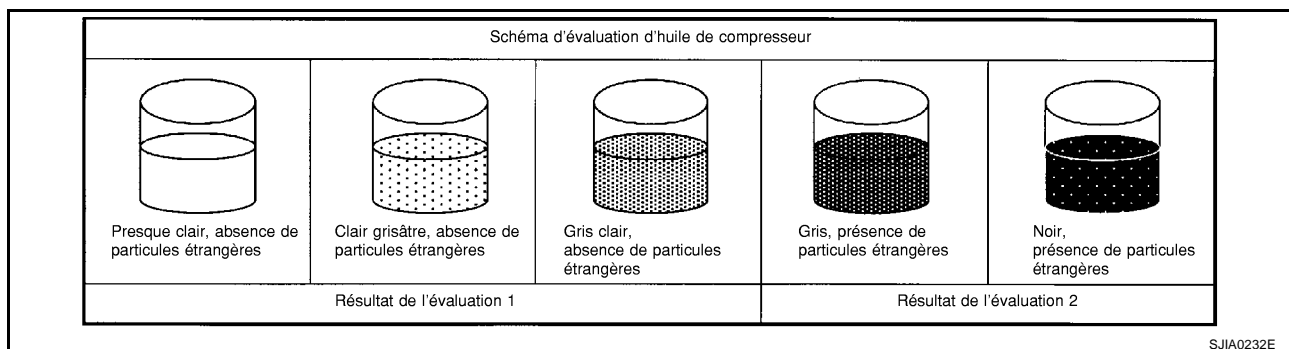 Schéma d'évaluation d'huile de compresseur
Presque clair, absence de
particules étrangères
Clair grisâtre, absence de
particules étrangères
Gris clair,
absence de particules
étrangères
Gris, présence de
particules étrangères
Noir,
présence de particules
étrangères
Résultat de l'évaluation 1
Résultat de l'évaluation 2
SJIA0232E